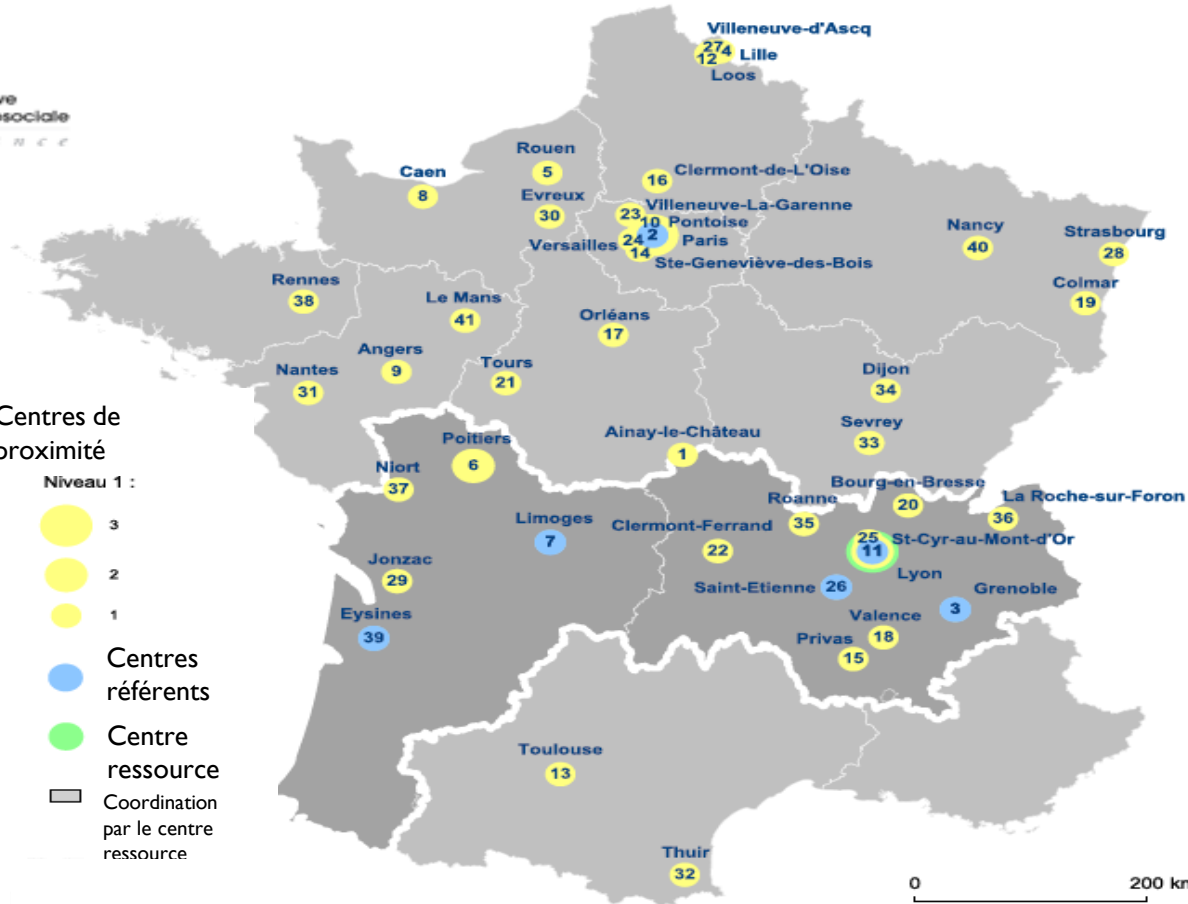 Villeneuve-d'Ascq
27 4 Lille
12
Loos
sociale
n c e
Rouen
5
Caen
8
Clermont-de-L'Oise
16
Evreux
30
23 Villeneuve-La-Garenne
10 Pontoise
Versailles 24 2 Paris
14 Ste-Geneviève-des-Bois
Nancy
40
Strasbourg
28
Colmar
19
Rennes
38
Le Mans
41
Orléans
17
Angers
9
Tours
21
Nantes
31
Dijon
34
Sevrey
33
Ainay-le-Château
1
Poitiers
6
Niort
37
Bourg-en-Bresse
20
La Roche-sur-Foron
36
Roanne
35
Limoges
7
Clermont-Ferrand
22
25 St-Cyr-au-Mont-d'Or
11
Lyon
Saint-Etienne 26
Grenoble
3
Jonzac
29
Eysines
39
Valence
18
Privas
15
Toulouse
13
Thuir
32
Centres de
proximité
Niveau 1 :
3
2
1
Centres
référents
Centre
ressource
Coordination
par le centre
ressource
0 200 km